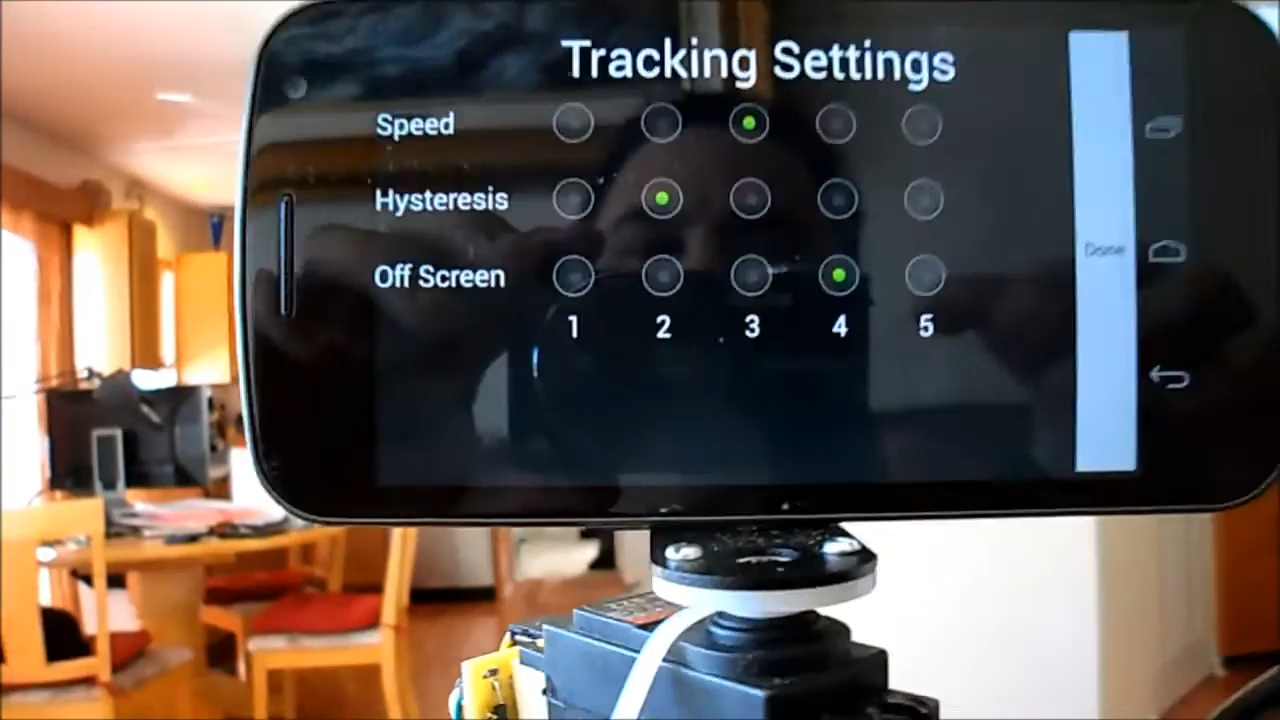 Tracking Settings
Speed
Hysteresis
Off Screen
1 2 3 4 5
Done